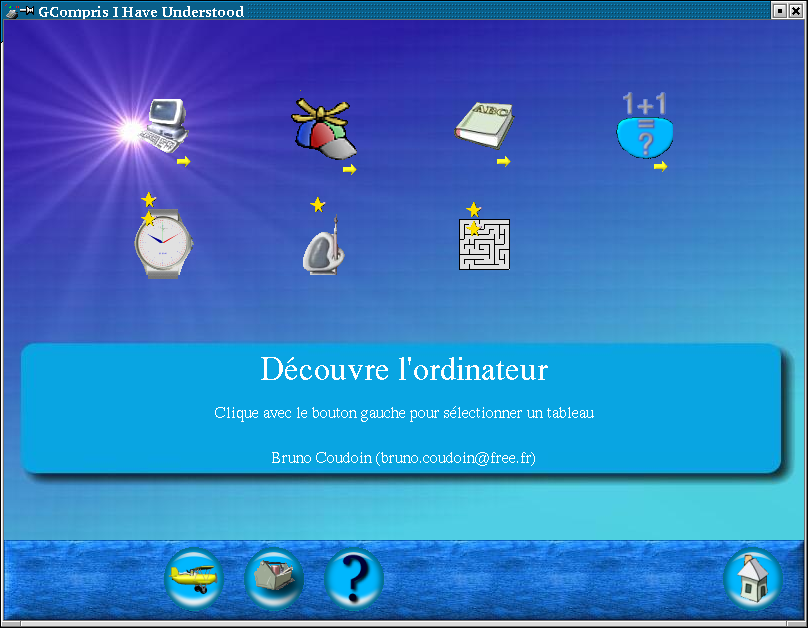 GCompris I Have Understood
ABC
1+1
=
?
Découvre l'ordinateur
Clique avec le bouton gauche pour sélectionner un tableau
Bruno Coudoin (bruno.coudoin@free.fr)
?